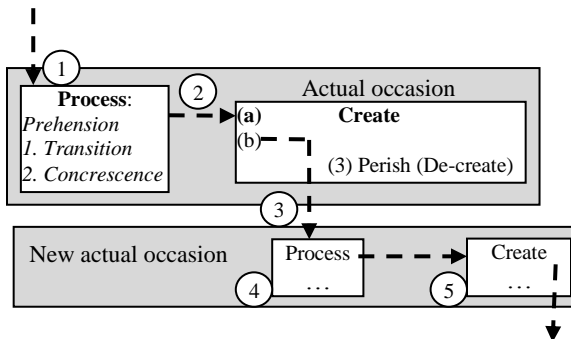 1
Actual occasion
Process:
Prehension
1. Transition
2. Concrescence
2
(a) Create
(b)
(3) Perish (De-create)
3
New actual occasion
Process
...
4
Create
...
5